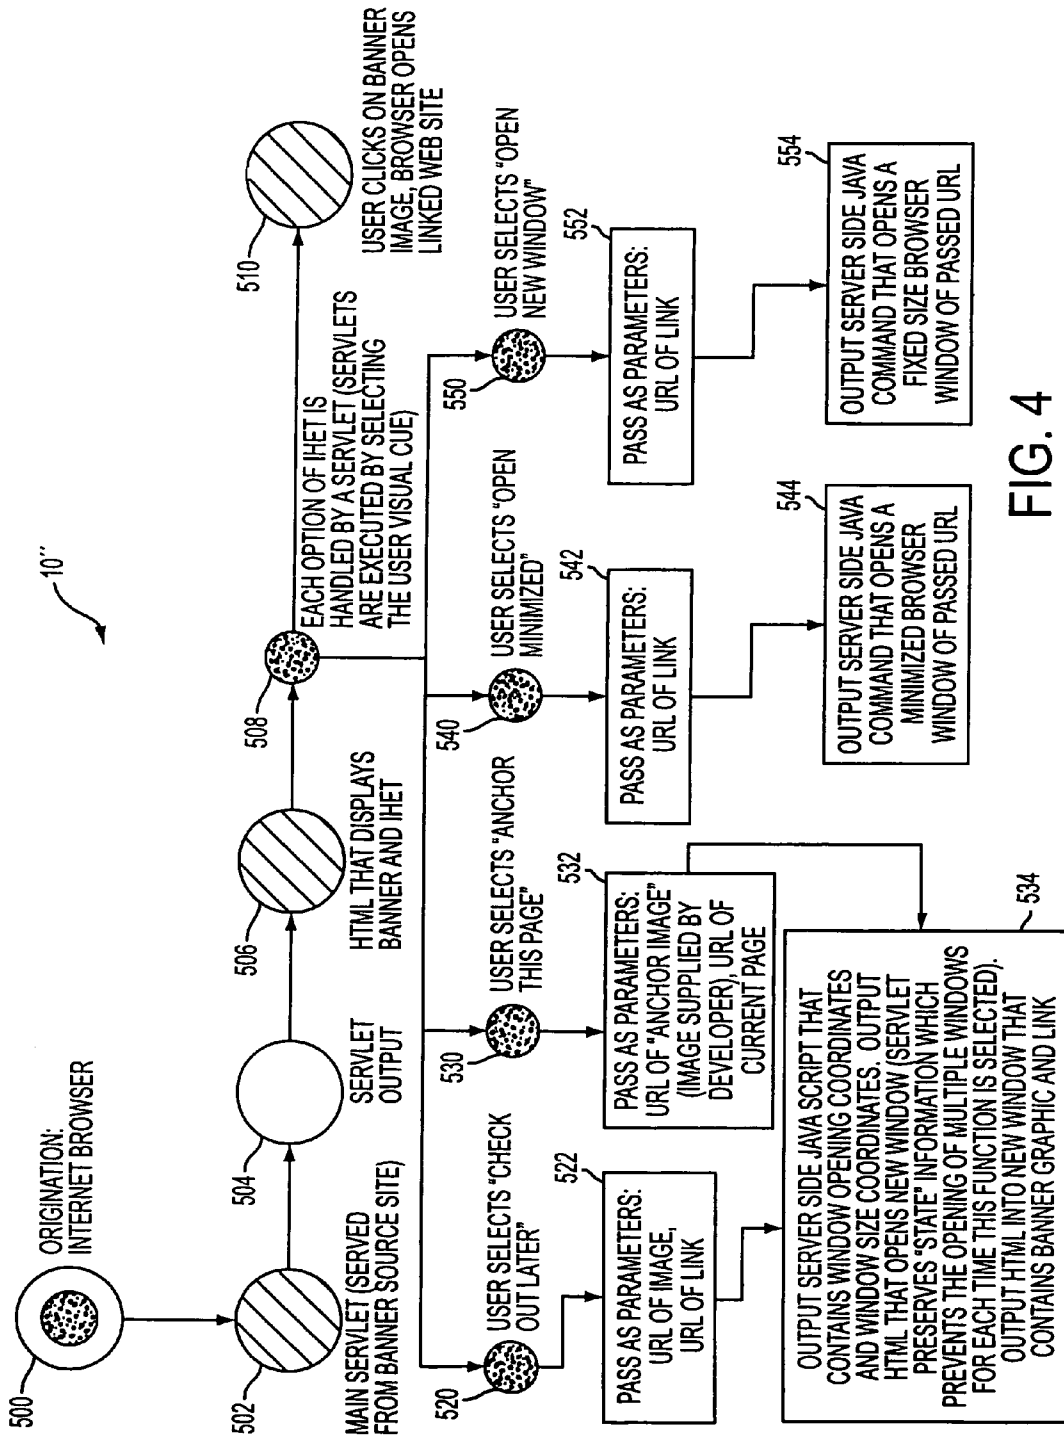 10"
500
ORIGINATION:
INTERNET BROWSER
502
MAIN SERVLET (SERVED
FROM BANNER SOURCE SITE)
504
SERVLET
OUTPUT
506
HTML THAT DISPLAYS
BANNER AND IHET
508
EACH OPTION OF IHET IS
HANDLED BY A SERVLET (SERVLETS
ARE EXECUTED BY SELECTING
THE USER VISUAL CUE)
510
USER CLICKS ON BANNER
IMAGE, BROWSER OPENS
LINKED WEB SITE
520
USER SELECTS "CHECK
OUT LATER"
530
USER SELECTS "ANCHOR
THIS PAGE"
540
USER SELECTS "OPEN
MINIMIZED"
550
USER SELECTS "OPEN
NEW WINDOW"
522
PASS AS PARAMETERS:
URL OF IMAGE,
URL OF LINK
532
PASS AS PARAMETERS:
URL OF "ANCHOR IMAGE"
(IMAGE SUPPLIED BY
DEVELOPER), URL OF
CURRENT PAGE
542
PASS AS PARAMETERS:
URL OF LINK
552
PASS AS PARAMETERS:
URL OF LINK
534
OUTPUT SERVER SIDE JAVA SCRIPT THAT
CONTAINS WINDOW OPENING COORDINATES
AND WINDOW SIZE COORDINATES. OUTPUT
HTML THAT OPENS NEW WINDOW (SERVLET
PRESERVES "STATE" INFORMATION WHICH
PREVENTS THE OPENING OF MULTIPLE WINDOWS
FOR EACH TIME THIS FUNCTION IS SELECTED).
OUTPUT HTML INTO NEW WINDOW THAT
CONTAINS BANNER GRAPHIC AND LINK
544
OUTPUT SERVER SIDE JAVA
COMMAND THAT OPENS A
MINIMIZED BROWSER
WINDOW OF PASSED URL
554
OUTPUT SERVER SIDE JAVA
COMMAND THAT OPENS A
FIXED SIZE BROWSER
WINDOW OF PASSED URL
FIG. 4